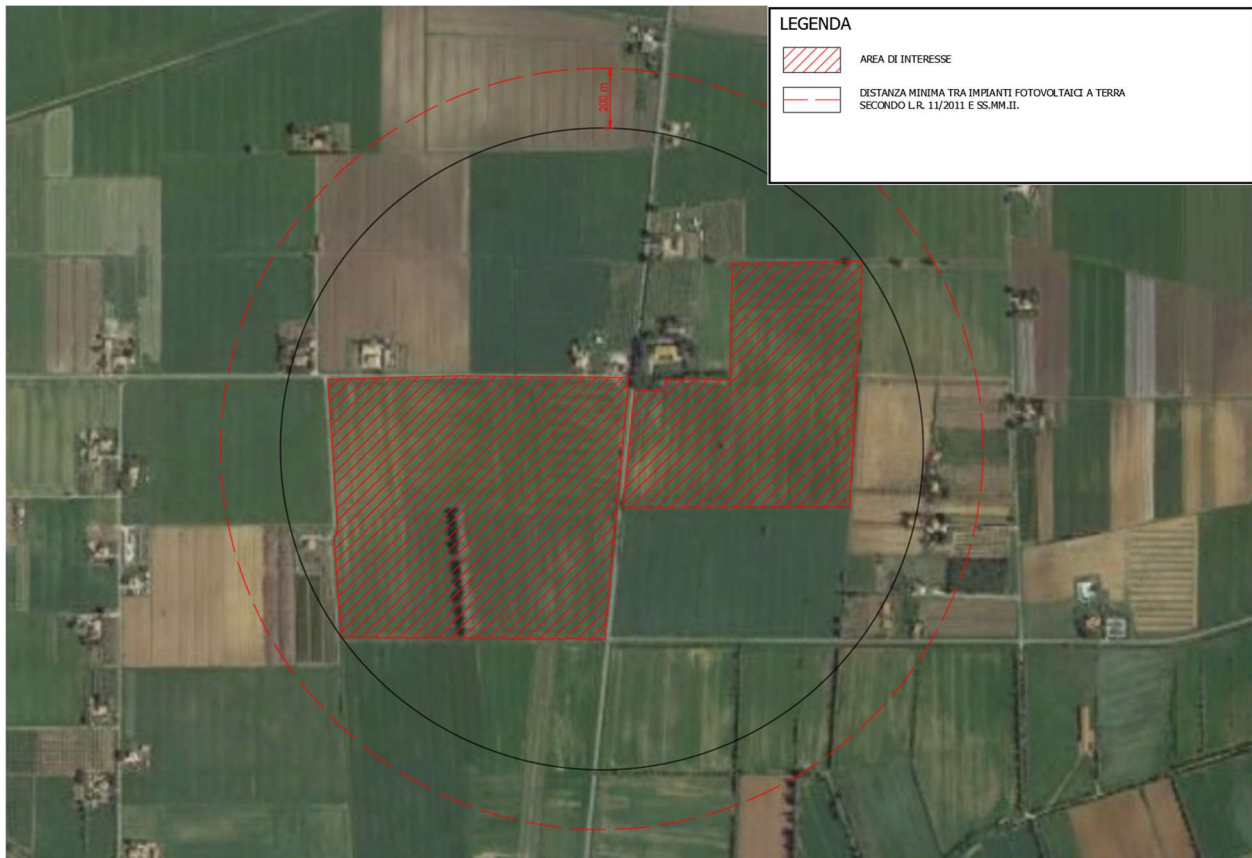 LEGENDA
AREA DI INTERESSE
DISTANZA MINIMA TRA IMPIANTI FOTOVOLTAICI A TERRA
SECONDO L.R. 11/2011 E SS.MM.II.
200 m